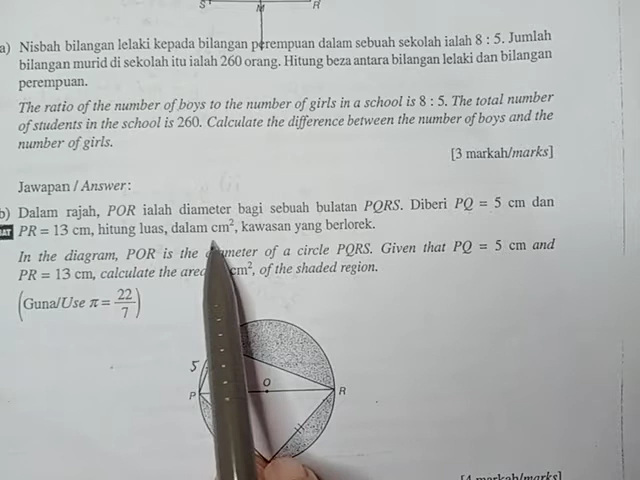 S M R
a) Nisbah bilangan lelaki kepada bilangan perempuan dalam sebuah sekolah ialah 8 : 5. Jumlah
bilangan murid di sekolah itu ialah 260 orang. Hitung beza antara bilangan lelaki dan bilangan
perempuan.
The ratio of the number of boys to the number of girls in a school is 8 : 5. The total number
of students in the school is 260. Calculate the difference between the number of boys and the
number of girls.
[3 markah/marks]
Jawapan / Answer:
b) Dalam rajah, POR ialah diameter bagi sebuah bulatan PQRS. Diberi PQ = 5 cm dan
PR = 13 cm, hitung luas, dalam cm², kawasan yang berlorek.
In the diagram, POR is the diameter of a circle PQRS. Given that PQ = 5 cm and
PR = 13 cm, calculate the area cm², of the shaded region.
(Guna/Use π = 22/7)
5
O
P R
[4 markah/marks]